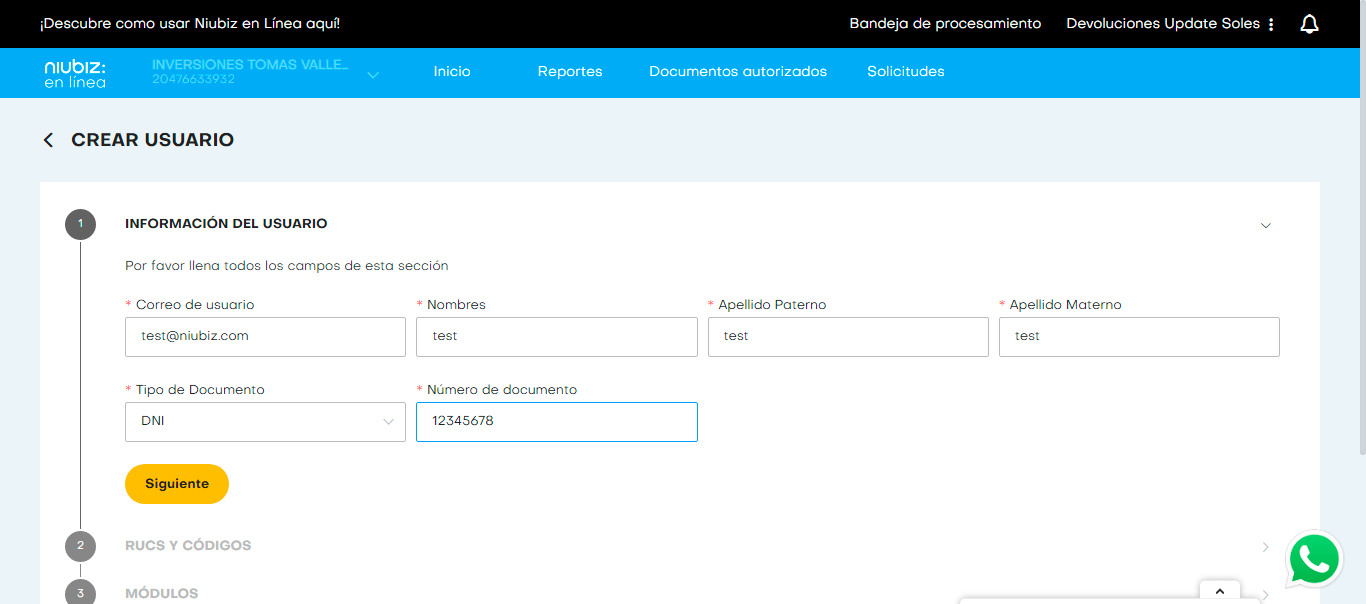 ¡Descubre como usar Niubiz en Línea aquí! Bandeja de procesamiento Devoluciones Update Soles
niubiz:
en línea
INVERSIONES TOMAS VALLE...
20476633932
Inicio Reportes Documentos autorizados Solicitudes
CREAR USUARIO
1 INFORMACIÓN DEL USUARIO
Por favor llena todos los campos de esta sección
* Correo de usuario * Nombres * Apellido Paterno * Apellido Materno
test@niubiz.com test test test
* Tipo de Documento * Número de documento
DNI 12345678
Siguiente
2 RUCS Y CÓDIGOS
3 MÓDULOS